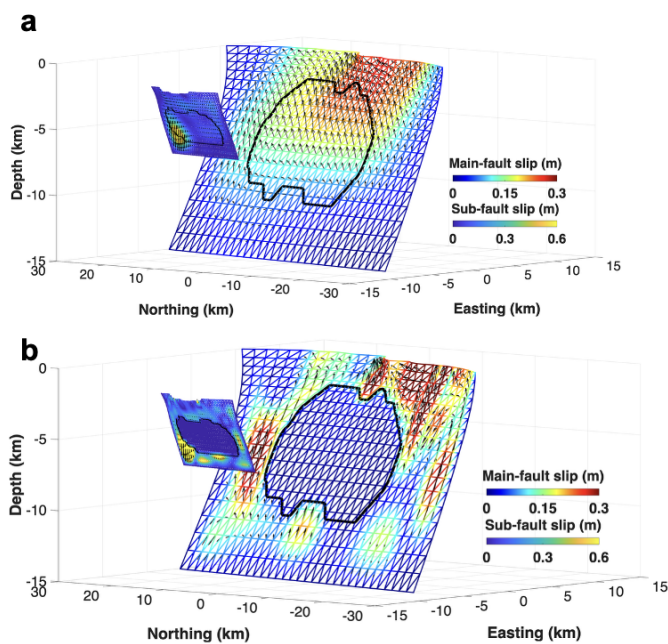 a
0
-5
-10
-15
Depth (km)
30
20
10
0
-10
-20
-30
Northing (km)
-15
-10
-5
0
5
10
15
Easting (km)
Main-fault slip (m)
0 0.15 0.3
Sub-fault slip (m)
0 0.3 0.6
b
0
-5
-10
-15
Depth (km)
30
20
10
0
-10
-20
-30
Northing (km)
-15
-10
-5
0
5
10
15
Easting (km)
Main-fault slip (m)
0 0.15 0.3
Sub-fault slip (m)
0 0.3 0.6